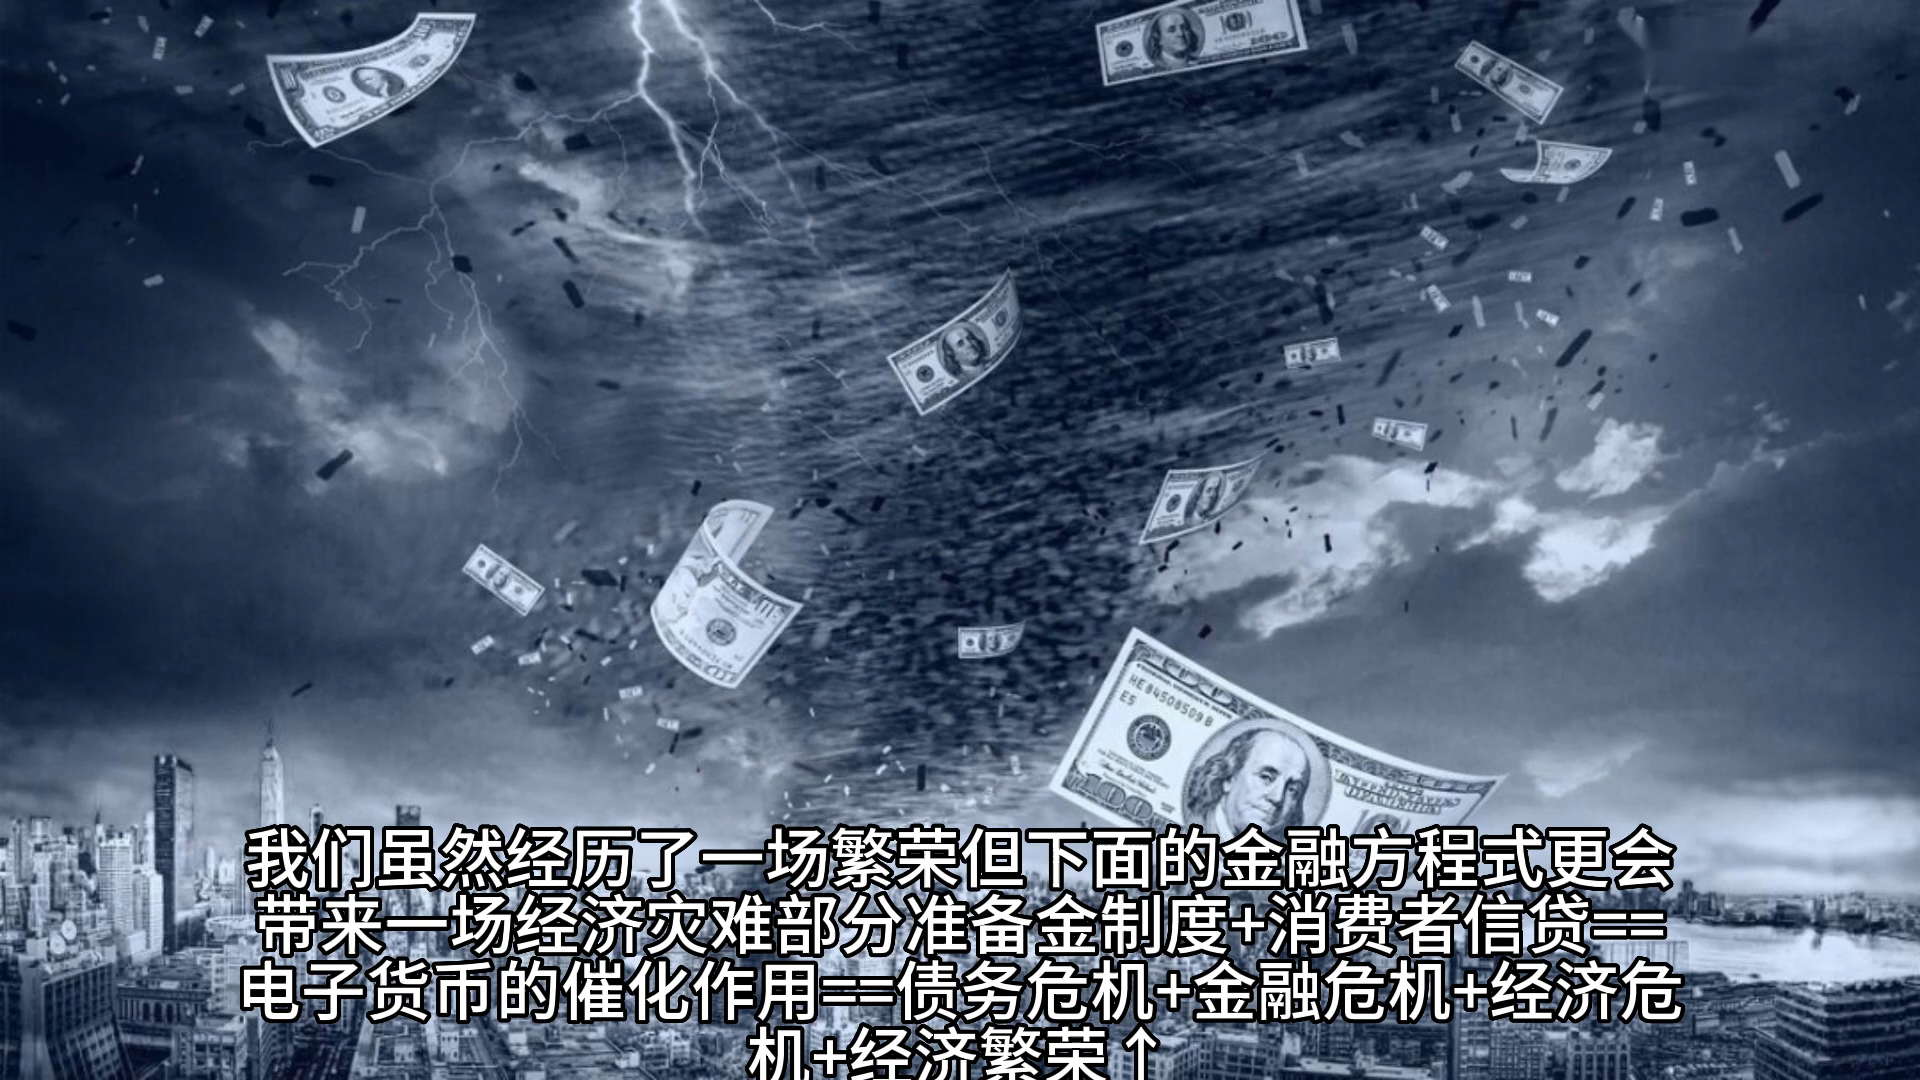 HE84508509B
E5
100
我们虽然经历了一场繁荣但下面的金融方程式更会
带来一场经济灾难部分准备金制度+消费者信贷==
电子货币的催化作用==债务危机+金融危机+经济危
机+经济繁荣↑